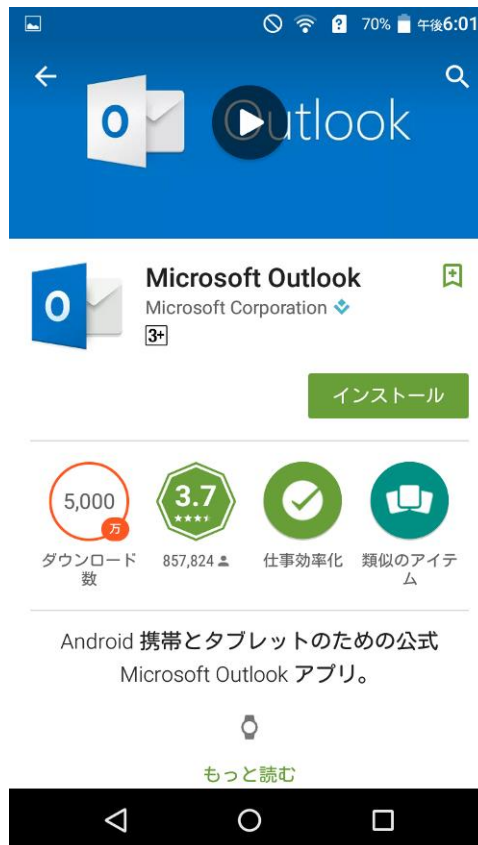 70% 午後6:01
Outlook
Microsoft Outlook
Microsoft Corporation
3+
インストール
5,000
万
3.7
ダウンロード
数
857,824
仕事効率化
類似のアイテ
ム
Android 携帯とタブレットのための公式
Microsoft Outlook アプリ。
もっと読む